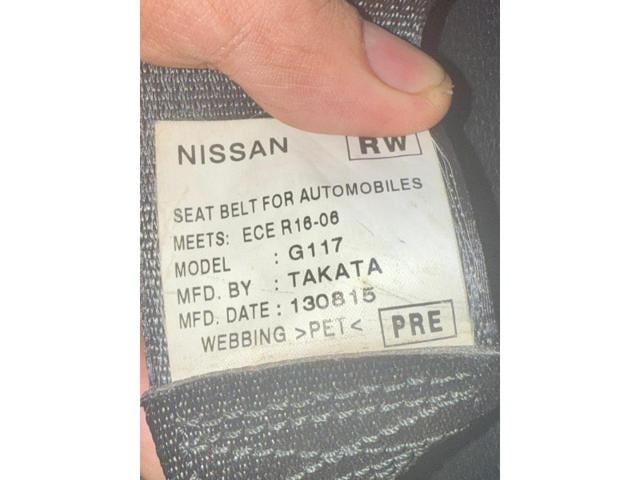 NISSAN RW
SEAT BELT FOR AUTOMOBILES
MEETS: ECE R16-06
MODEL : G117
MFD. BY : TAKATA
MFD. DATE : 130815
WEBBING >PET< PRE